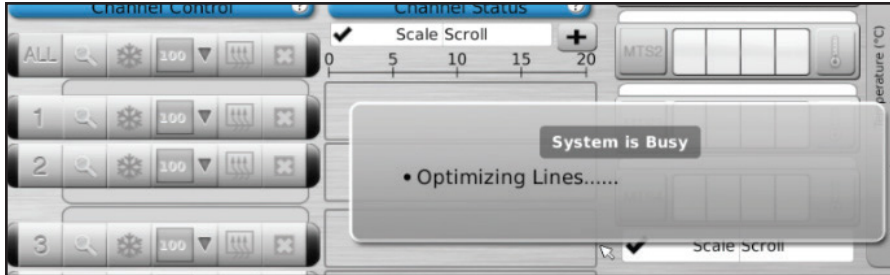 Channel Control ?
Channel Status ?
Scale Scroll
ALL 100
MTS2
0 5 10 15 20
Temperature (°C)
1 100
System is Busy
2 100
• Optimizing Lines......
3 100
Scale Scroll